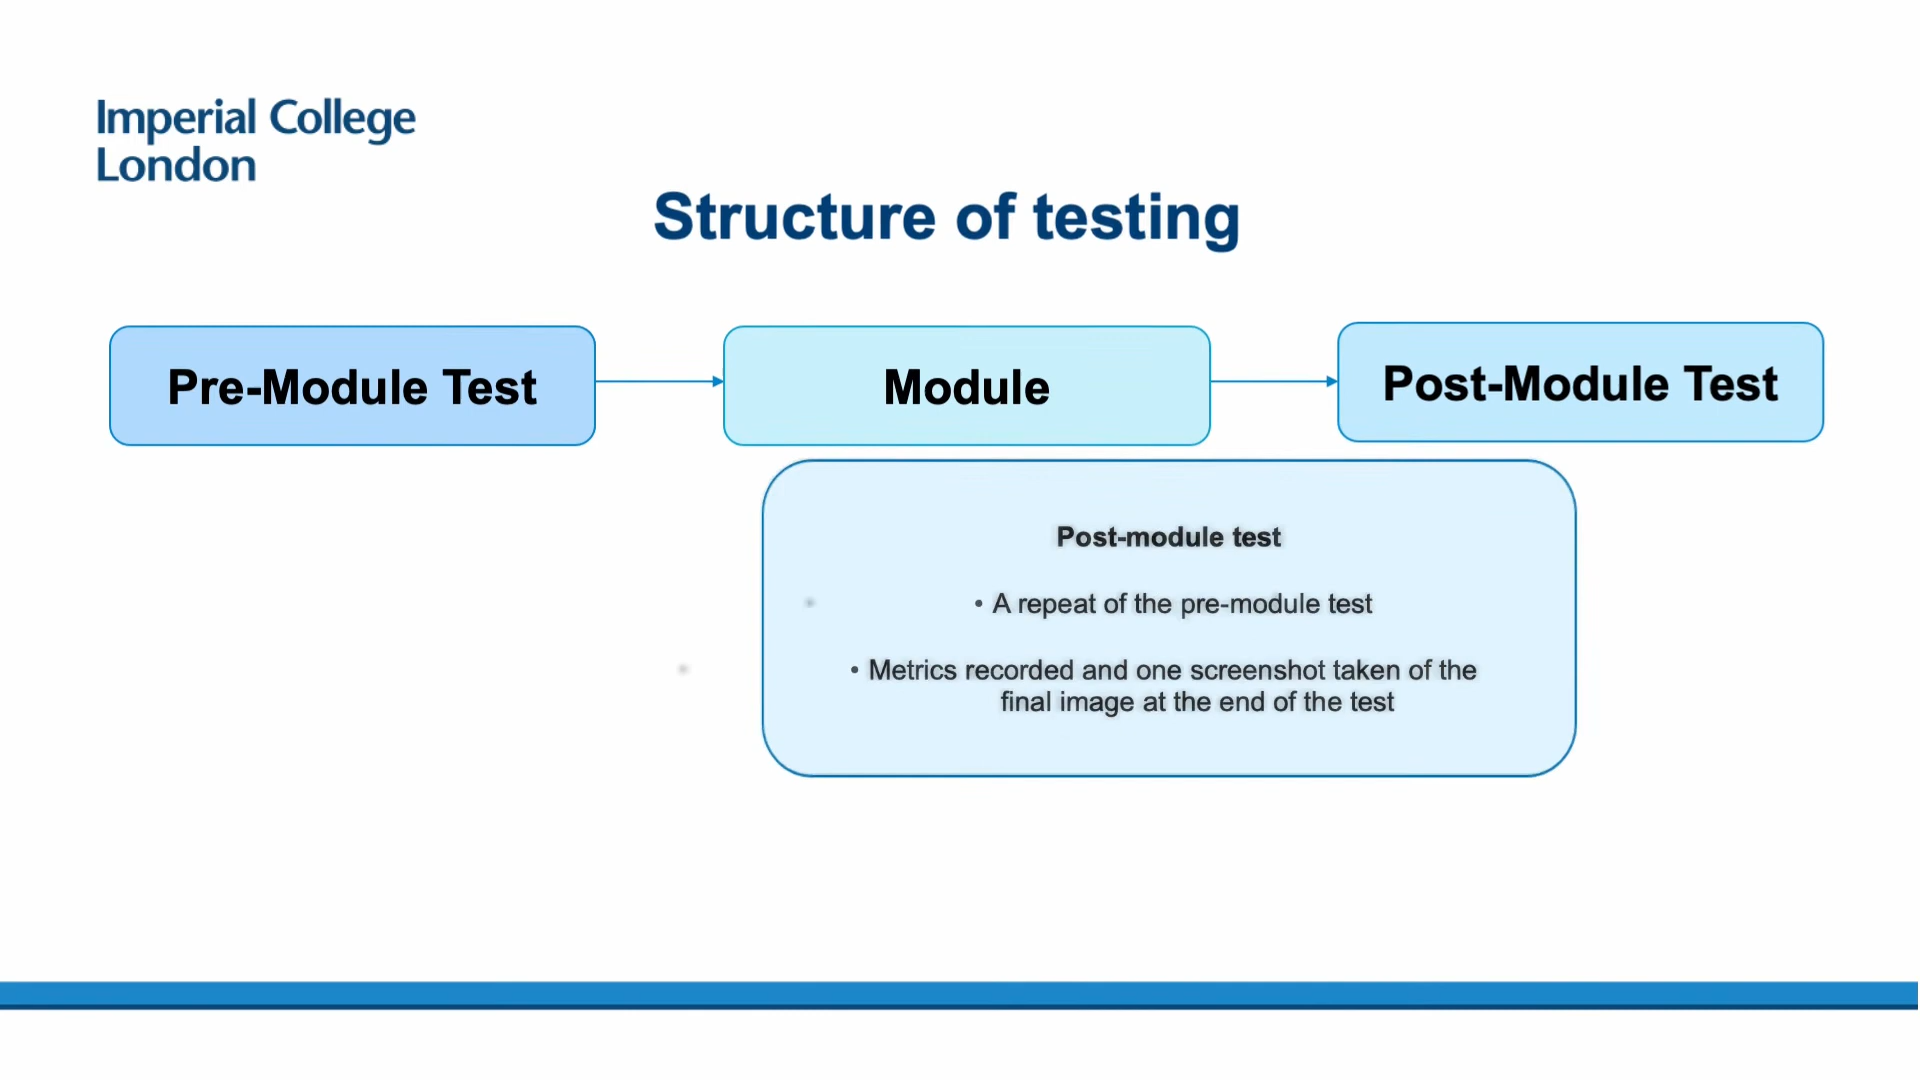 Imperial College
London
Structure of testing
Pre-Module Test
Module
Post-Module Test
Post-module test
• A repeat of the pre-module test
• Metrics recorded and one screenshot taken of the
final image at the end of the test